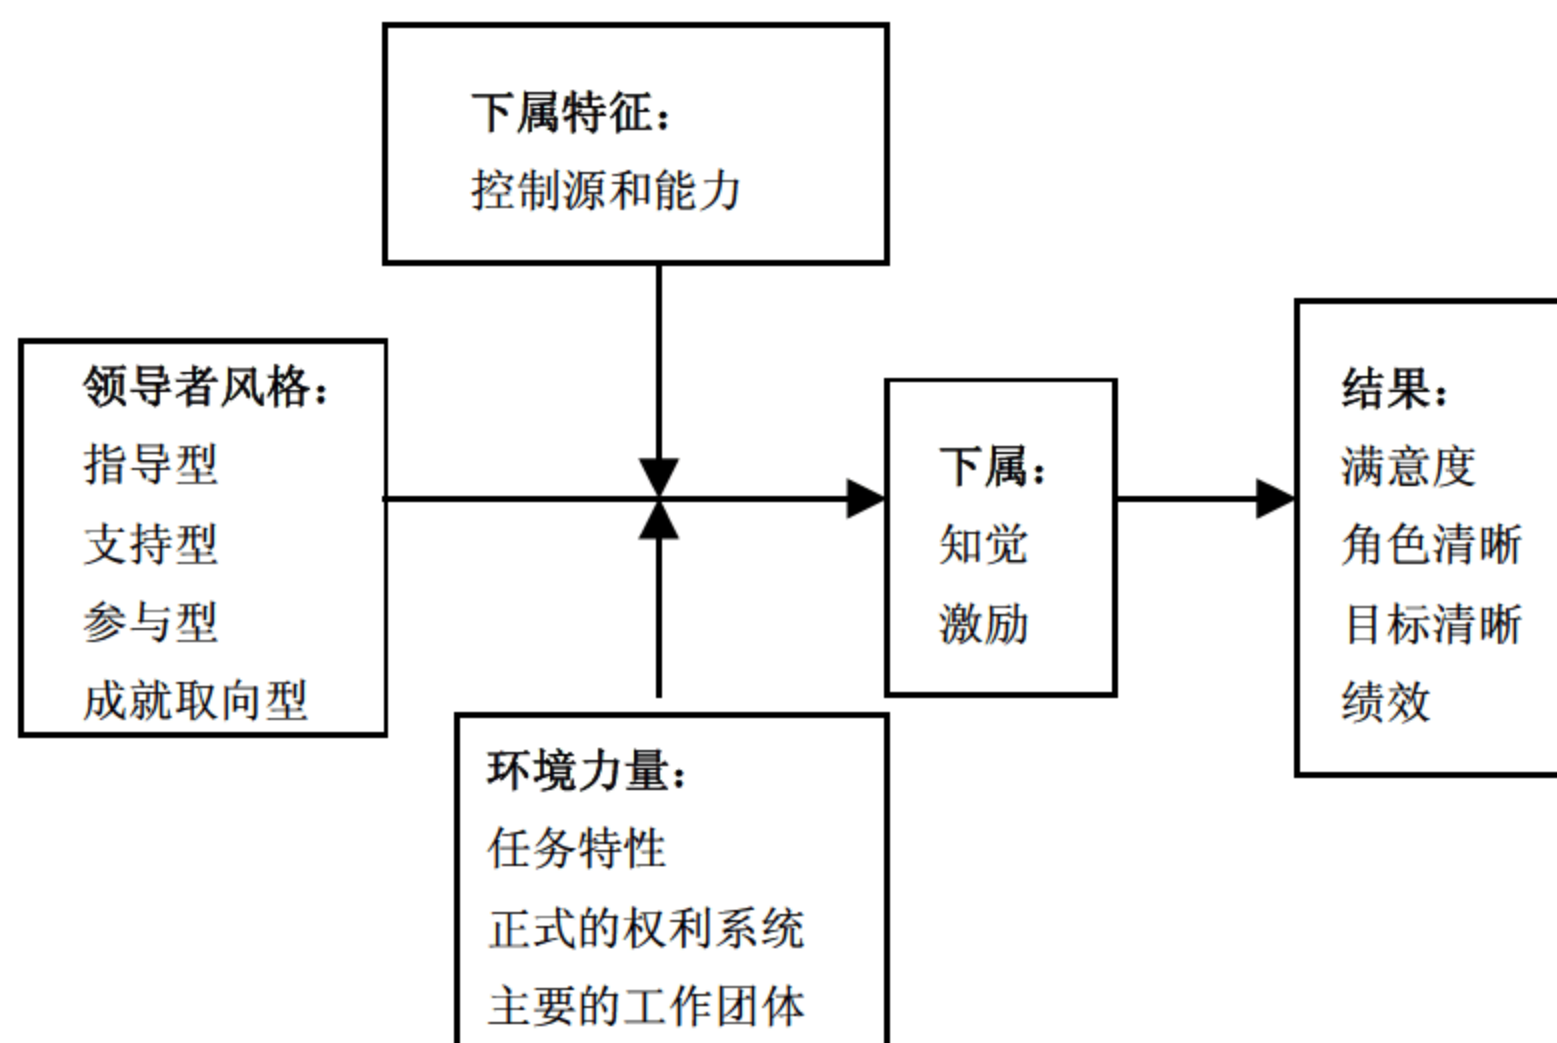 下属特征：
控制源和能力
领导者风格：
指导型
支持型
参与型
成就取向型
下属：
知觉
激励
结果：
满意度
角色清晰
目标清晰
绩效
环境力量：
任务特性
正式的权利系统
主要的工作团体